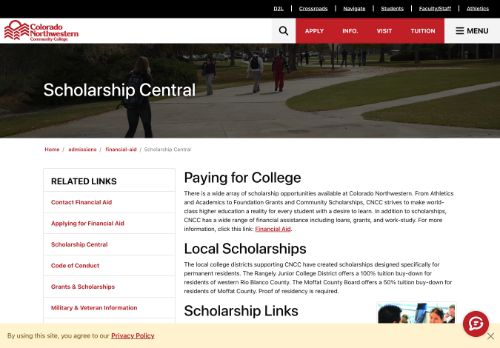 D2L
Crossroads
Navigate
Students
Faculty/Staff
Athletics
Colorado
Northwestern
Community College
APPLY
INFO.
VISIT
TUITION
MENU
Scholarship Central
Home / admissions / financial-aid / Scholarship Central
RELATED LINKS
Contact Financial Aid
Applying for Financial Aid
Scholarship Central
Code of Conduct
Grants & Scholarships
Military & Veteran Information
Paying for College
There is a wide array of scholarship opportunities available at Colorado Northwestern. From Athletics
and Academics to Foundation Grants and Community Scholarships, CNCC strives to make world-
class higher education a reality for every student with a desire to learn. In addition to scholarships,
CNCC has a wide range of financial assistance including loans, grants, and work-study. For more
information, click this link: Financial Aid.
Local Scholarships
The local college districts supporting CNCC have created scholarships designed specifically for
permanent residents. The Rangely Junior College District offers a 100% tuition buy-down for
residents of western Rio Blanco County. The Moffat County Board offers a 50% tuition buy-down for
residents of Moffat County. Proof of residency is required.
Scholarship Links
By using this site, you agree to our Privacy Policy